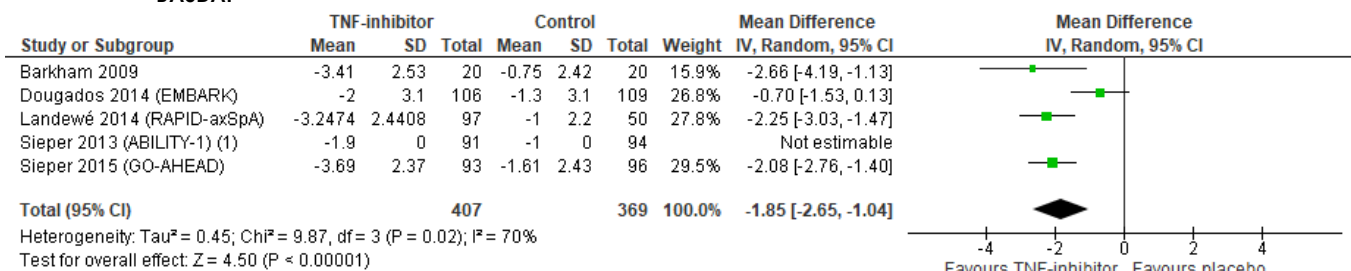 TNF-inhibitor Control Mean Difference Mean Difference
Study or Subgroup Mean SD Total Mean SD Total Weight IV, Random, 95% CI IV, Random, 95% CI
Barkham 2009 -3.41 2.53 20 -0.75 2.42 20 15.9% -2.66 [-4.19, -1.13]
Dougados 2014 (EMBARK) -2 3.1 106 -1.3 3.1 109 26.8% -0.70 [-1.53, 0.13]
Landewé 2014 (RAPID-axSpA) -3.2474 2.4408 97 -1 2.2 50 27.8% -2.25 [-3.03, -1.47]
Sieper 2013 (ABILITY-1) (1) -1.9 0 91 -1 0 94 Not estimable
Sieper 2015 (GO-AHEAD) -3.69 2.37 93 -1.61 2.43 96 29.5% -2.08 [-2.76, -1.40]
Total (95% CI) 407 369 100.0% -1.85 [-2.65, -1.04]
Heterogeneity: Tau² = 0.45; Chi² = 9.87, df = 3 (P = 0.02); I² = 70%
Test for overall effect: Z = 4.50 (P < 0.00001)
-4 -2 0 2 4
Favours TNF-inhibitor Favours placebo